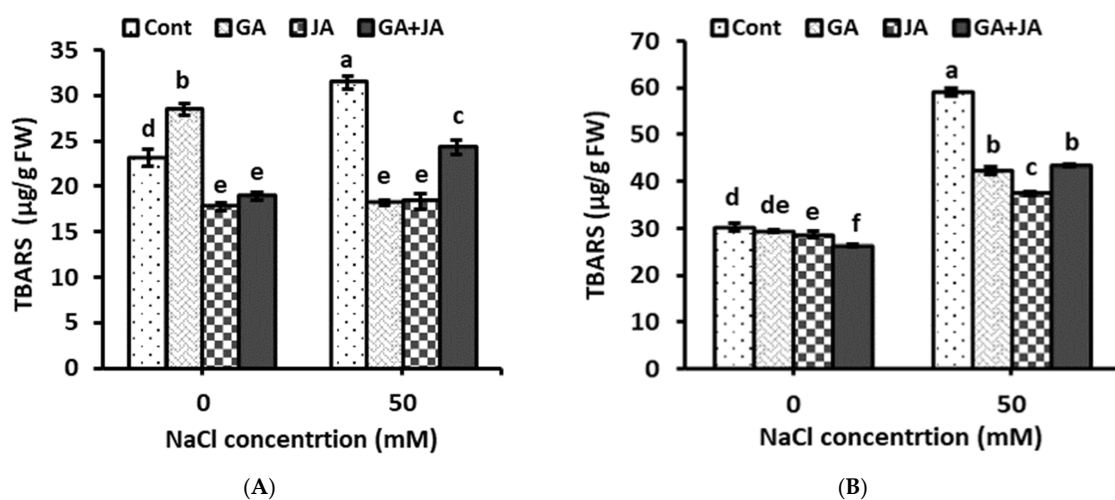 Cont GA JA GA+JA
35
30
25
20
15
10
5
0
TBARS (µg/g FW)
d b e e a e e c
0 50
NaCl concentrtion (mM)
(A)
Cont GA JA GA+JA
70
60
50
40
30
20
10
0
TBARS (µg/g FW)
d de e f a b c b
0 50
NaCl concentrtion (mM)
(B)